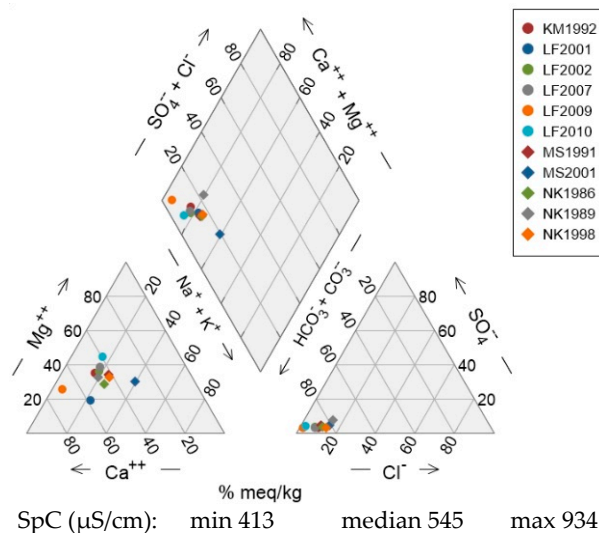 KM1992
LF2001
LF2002
LF2007
LF2009
LF2010
MS1991
MS2001
NK1986
NK1989
NK1998
SO₄⁻ + Cl⁻
Ca⁺⁺ + Mg⁺⁺
80
80
60
60
40
40
20
20
Na⁺ + K⁺
HCO₃⁻ + CO₃⁻
Mg⁺⁺
SO₄⁻
80
60
40
20
20
40
60
80
80
60
40
20
Ca⁺⁺
20
40
60
80
80
60
40
20
20
40
60
80
Cl⁻
% meq/kg
SpC (µS/cm): min 413 median 545 max 934